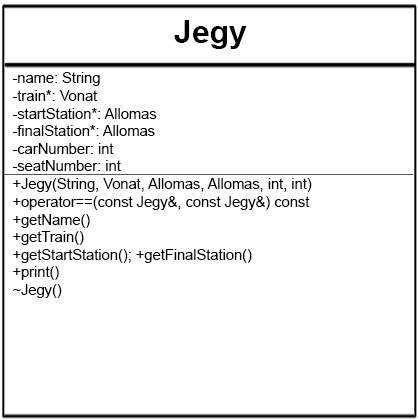 Jegy
-name: String
-train*: Vonat
-startStation*: Allomas
-finalStation*: Allomas
-carNumber: int
-seatNumber: int
+Jegy(String, Vonat, Allomas, Allomas, int, int)
+operator==(const Jegy&, const Jegy&) const
+getName()
+getTrain()
+getStartStation(); +getFinalStation()
+print()
~Jegy()